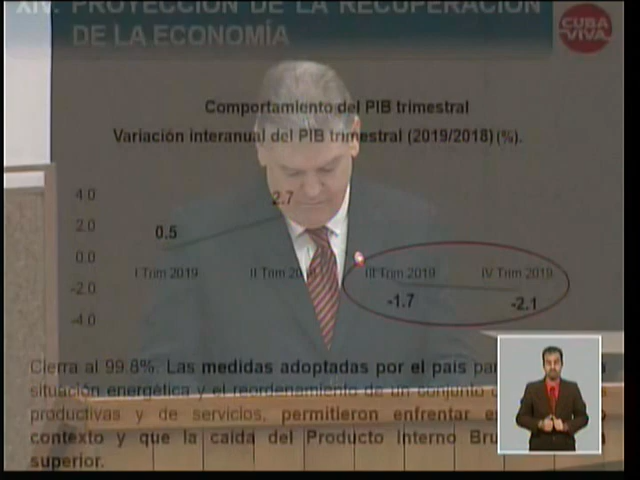 XIV. PROYECCIÓN DE LA RECUPERACIÓN
DE LA ECONOMÍA
CUBA
VIVA
Comportamiento del PIB trimestral
Variación interanual del PIB trimestral (2019/2018) (%).
4.0
2.0
0.0
-2.0
-4.0
0.5
2.7
-1.7
-2.1
I Trim 2019
II Trim
III Trim 2019
IV Trim 2019
Cierra al 99.8%. Las medidas adoptadas por el país
situación energética y el reordenamiento de un conjunto
productivas y de servicios, permitieron enfrentar
contexto y que la caída del Producto Interno
superior.